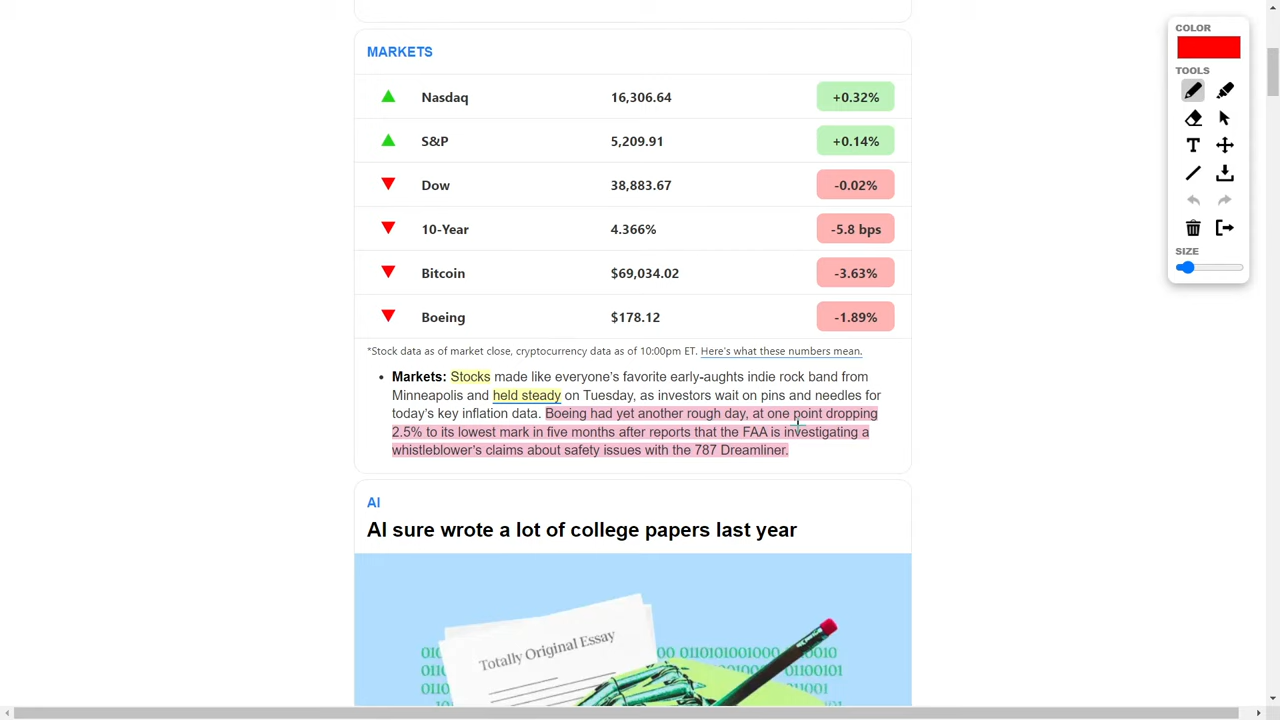 MARKETS
Nasdaq 16,306.64 +0.32%
S&P 5,209.91 +0.14%
Dow 38,883.67 -0.02%
10-Year 4.366% -5.8 bps
Bitcoin $69,034.02 -3.63%
Boeing $178.12 -1.89%
*Stock data as of market close, cryptocurrency data as of 10:00pm ET. Here's what these numbers mean.
• Markets: Stocks made like everyone’s favorite early-aughts indie rock band from
Minneapolis and held steady on Tuesday, as investors wait on pins and needles for
today’s key inflation data. Boeing had yet another rough day, at one point dropping
2.5% to its lowest mark in five months after reports that the FAA is investigating a
whistleblower’s claims about safety issues with the 787 Dreamliner.
AI
AI sure wrote a lot of college papers last year
Totally Original Essay
COLOR
TOOLS
T
SIZE